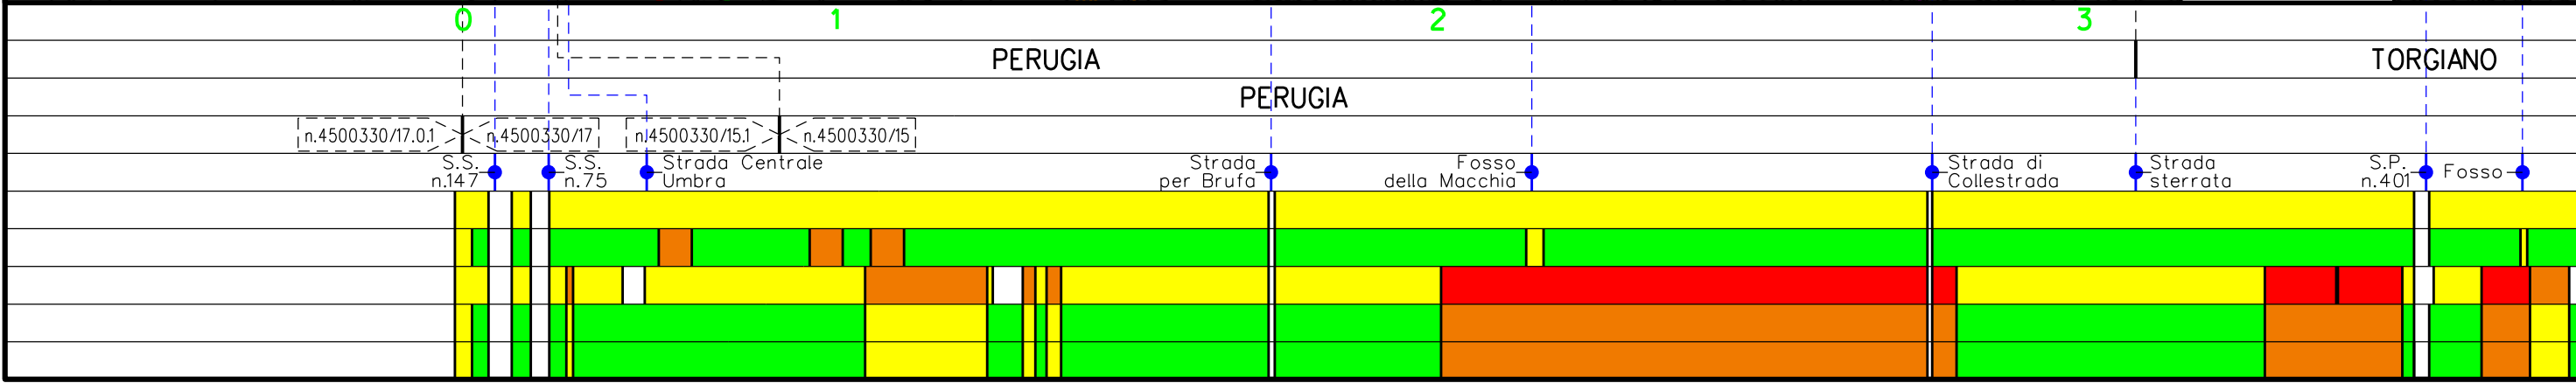 0 1 2 3
PERUGIA TORGIANO
PERUGIA
n.4500330/17.0.1 n.4500330/17 n.4500330/15.1 n.4500330/15
S.S. n.147
S.S. n.75
Strada Centrale
Umbra
Strada
per Brufa
Fosso
della Macchia
Strada di
Collestrada
Strada
sterrata
S.P.
n.401
Fosso